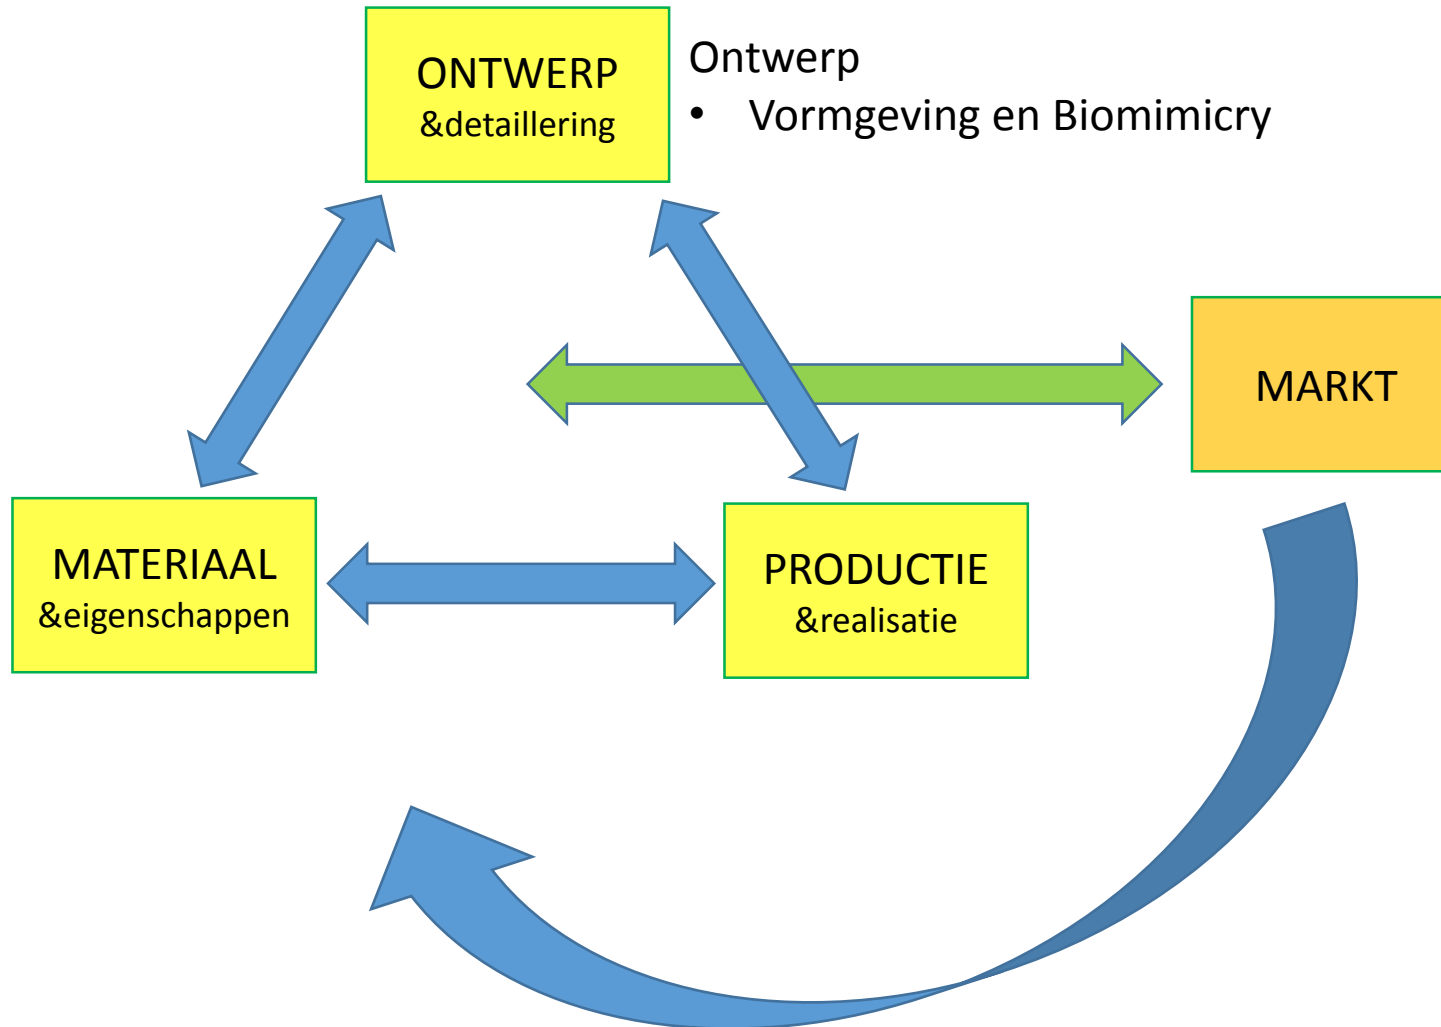 ONTWERP
&detaillering
Ontwerp
• Vormgeving en Biomimicry
MARKT
MATERIAAL
&eigenschappen
PRODUCTIE
&realisatie